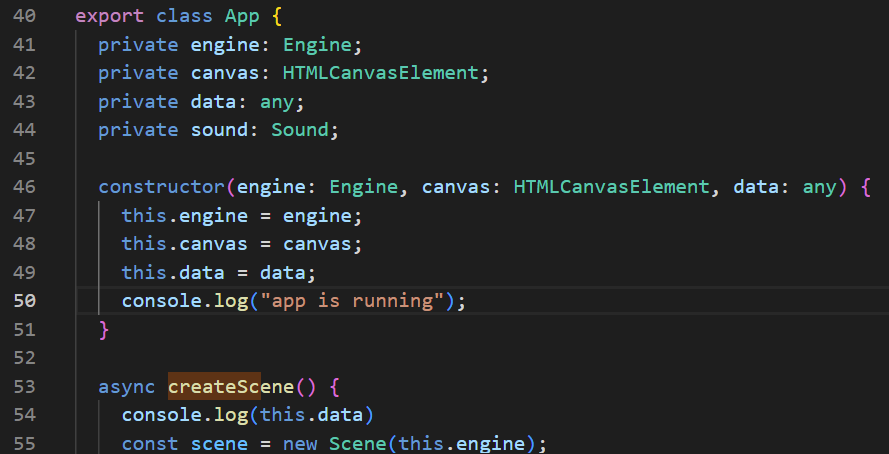 40 export class App {
41 private engine: Engine;
42 private canvas: HTMLCanvasElement;
43 private data: any;
44 private sound: Sound;
45
46 constructor(engine: Engine, canvas: HTMLCanvasElement, data: any) {
47 this.engine = engine;
48 this.canvas = canvas;
49 this.data = data;
50 console.log("app is running");
51 }
52
53 async createScene() {
54 console.log(this.data)
55 const scene = new Scene(this.engine);